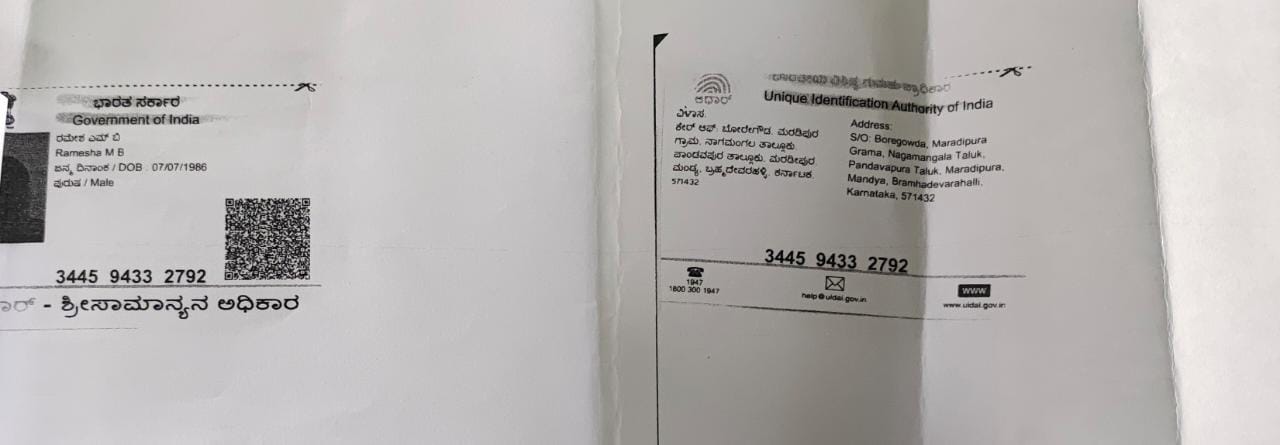 ಭಾರತ ಸರ್ಕಾರ
Government of India
ರಮೇಶ ಎಮ್ ಬಿ
Ramesha M B
ಜನ್ಮ ದಿನಾಂಕ / DOB : 07/07/1986
ಪುರುಷ / Male
3445 9433 2792
- ಶ್ರೀಸಾಮಾನ್ಯನ ಅಧಿಕಾರ
ಆಧಾರ್
Unique Identification Authority of India
ವಿಳಾಸ:
ಕೇರ್ ಆಫ್: ಬೋರೇಗೌಡ, ಮರಡಿಪುರ
ಗ್ರಾಮ, ನಾಗಮಂಗಲ ತಾಲ್ಲೂಕು,
ಪಾಂಡವಪುರ ತಾಲ್ಲೂಕು, ಮರಡೀಪುರ,
ಮಂಡ್ಯ, ಬ್ರಹ್ಮದೇವರಹಳ್ಳಿ, ಕರ್ನಾಟಕ,
571432
Address:
S/O: Boregowda, Maradipura
Grama, Nagamangala Taluk,
Pandavapura Taluk, Maradipura,
Mandya, Bramhadevarahalli,
Karnataka, 571432
3445 9433 2792
1947
1800 300 1947
help@uidai.gov.in
www
www.uidai.gov.in